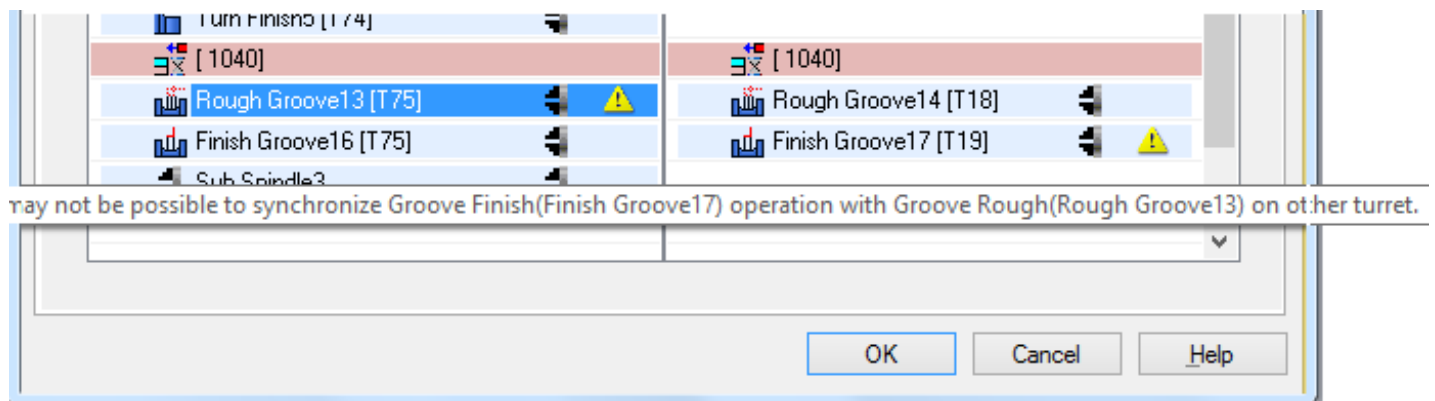 Turn Finish5 [T74]
[ 1040]
[ 1040]
Rough Groove13 [T75]
Rough Groove14 [T18]
Finish Groove16 [T75]
Finish Groove17 [T19]
Sub Spindle3
may not be possible to synchronize Groove Finish(Finish Groove17) operation with Groove Rough(Rough Groove13) on other turret.
OK
Cancel
Help